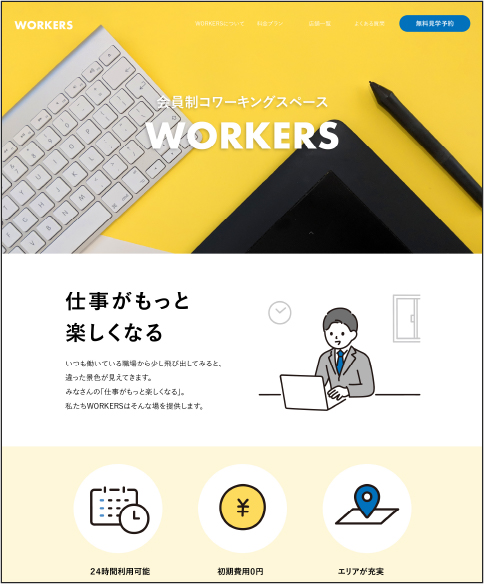 WORKERS
WORKERSについて
料金プラン
店舗一覧
よくある質問
無料見学予約
会員制コワーキングスペース
WORKERS
仕事がもっと
楽しくなる
いつも働いている職場から少し飛び出してみると、
違った景色が見えてきます。
みなさんの「仕事がもっと楽しくなる」。
私たちWORKERSはそんな場を提供します。
24時間利用可能
初期費用0円
エリアが充実